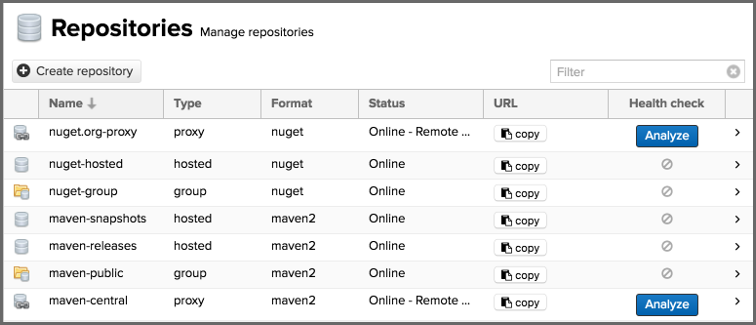 Repositories Manage repositories
Create repository
Filter
Name Type Format Status URL Health check
nuget.org-proxy proxy nuget Online - Remote ... copy Analyze
nuget-hosted hosted nuget Online copy
nuget-group group nuget Online copy
maven-snapshots hosted maven2 Online copy
maven-releases hosted maven2 Online copy
maven-public group maven2 Online copy
maven-central proxy maven2 Online - Remote ... copy Analyze